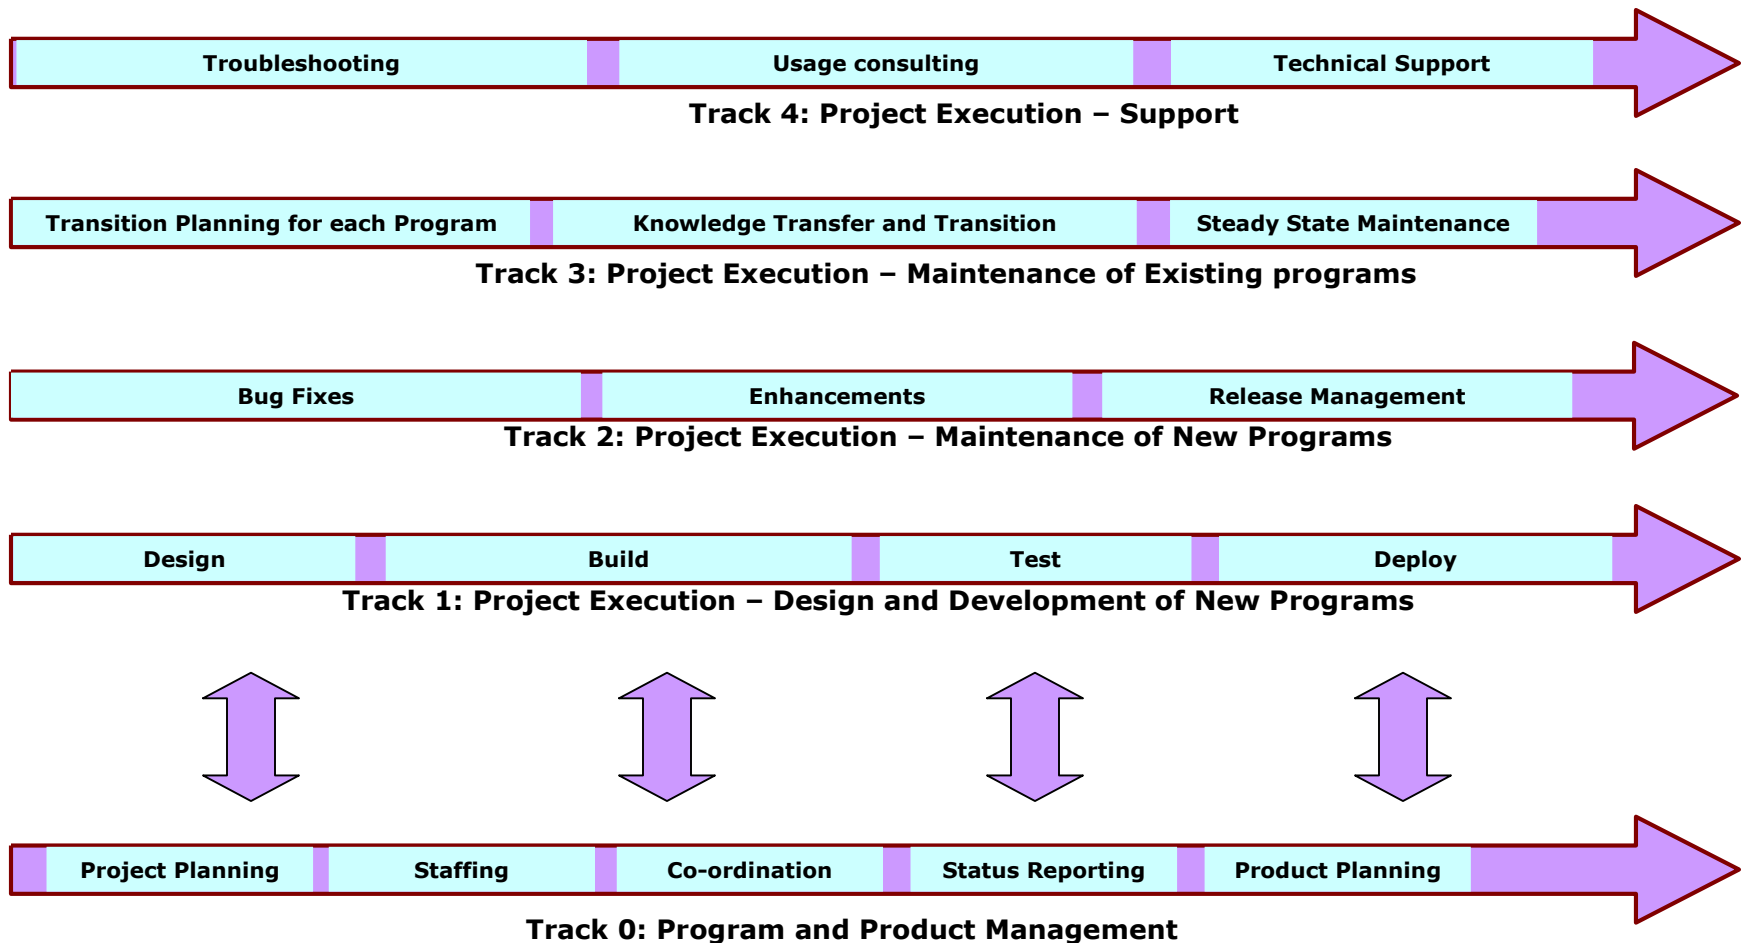 Troubleshooting Usage consulting Technical Support
Track 4: Project Execution – Support
Transition Planning for each Program Knowledge Transfer and Transition Steady State Maintenance
Track 3: Project Execution – Maintenance of Existing programs
Bug Fixes Enhancements Release Management
Track 2: Project Execution – Maintenance of New Programs
Design Build Test Deploy
Track 1: Project Execution – Design and Development of New Programs
Project Planning Staffing Co-ordination Status Reporting Product Planning
Track 0: Program and Product Management